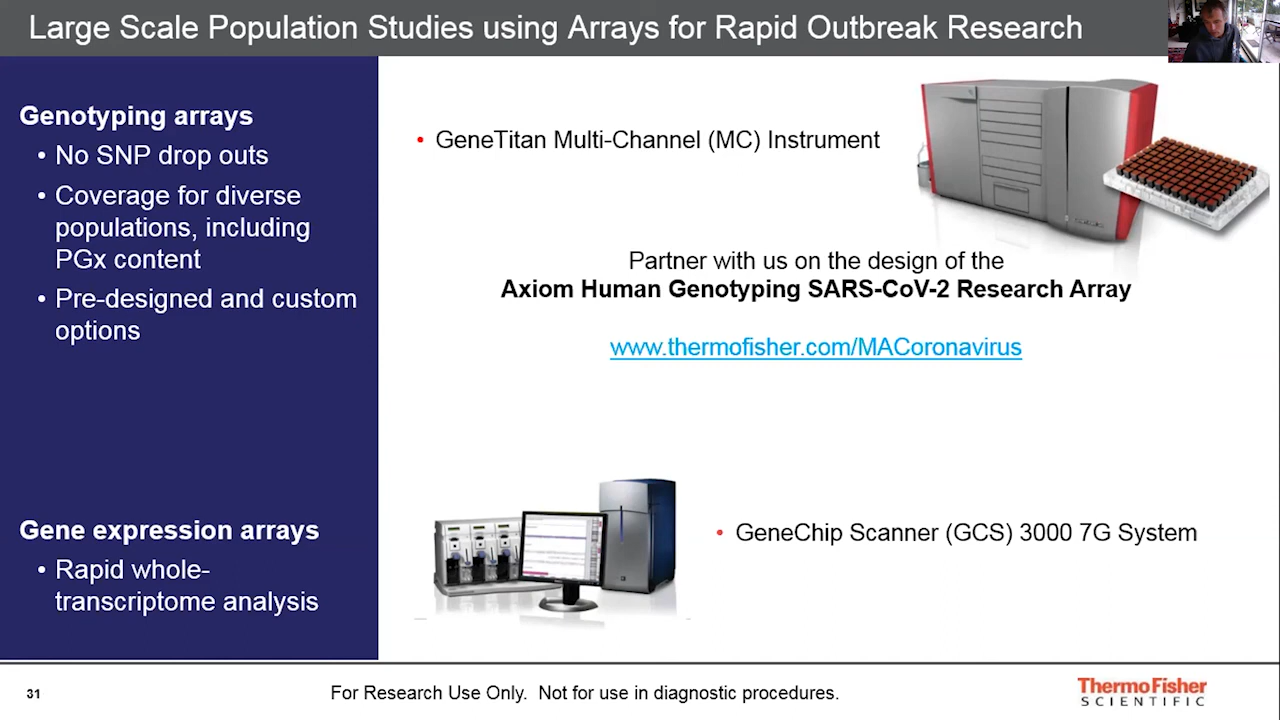 Large Scale Population Studies using Arrays for Rapid Outbreak Research
Genotyping arrays
• No SNP drop outs
• Coverage for diverse
populations, including
PGx content
• Pre-designed and custom
options
• GeneTitan Multi-Channel (MC) Instrument
Partner with us on the design of the
Axiom Human Genotyping SARS-CoV-2 Research Array
www.thermofisher.com/MACoronavirus
Gene expression arrays
• Rapid whole-
transcriptome analysis
• GeneChip Scanner (GCS) 3000 7G System
31
For Research Use Only. Not for use in diagnostic procedures.
ThermoFisher
SCIENTIFIC